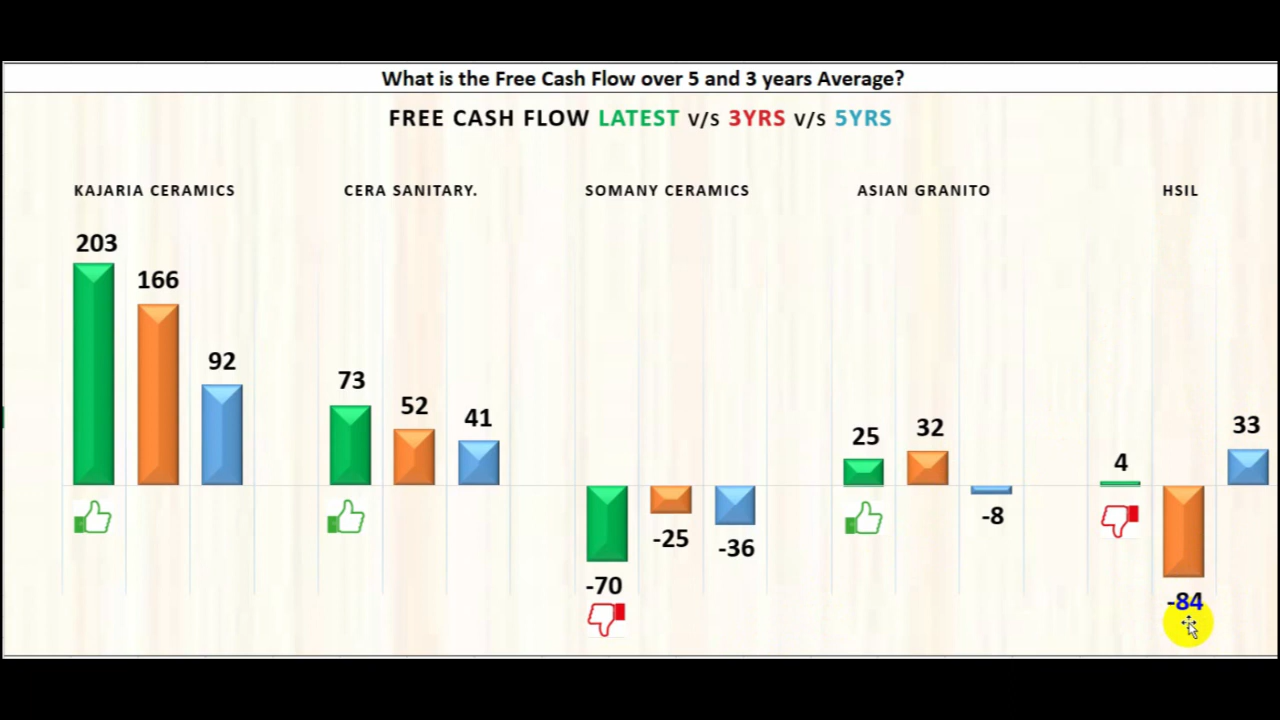 What is the Free Cash Flow over 5 and 3 years Average?
FREE CASH FLOW LATEST V/S 3YRS V/S 5YRS
KAJARIA CERAMICS
CERA SANITARY.
SOMANY CERAMICS
ASIAN GRANITO
HSIL
203
166
92
73
52
41
-70
-25
-36
25
32
-8
4
-84
33